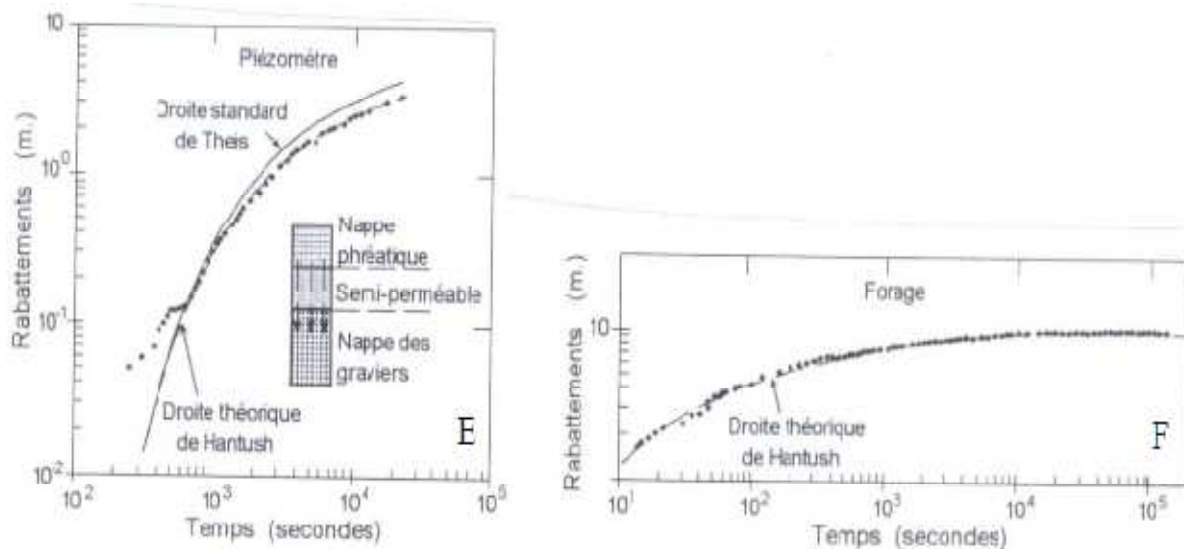 10
Piézomètre
Droite standard
de Theis
10^0
Rabattements (m.)
Nappe
phréatique
Semi-perméable
10^-1
Nappe des
graviers
Droite théorique
de Hantush
E
10^-2
10^2
10^3
10^4
10^5
Temps (secondes)
Forage
10
Rabattements (m.)
Droite théorique
de Hantush
F
10^1
10^2
10^3
10^4
10^5
Temps (secondes)